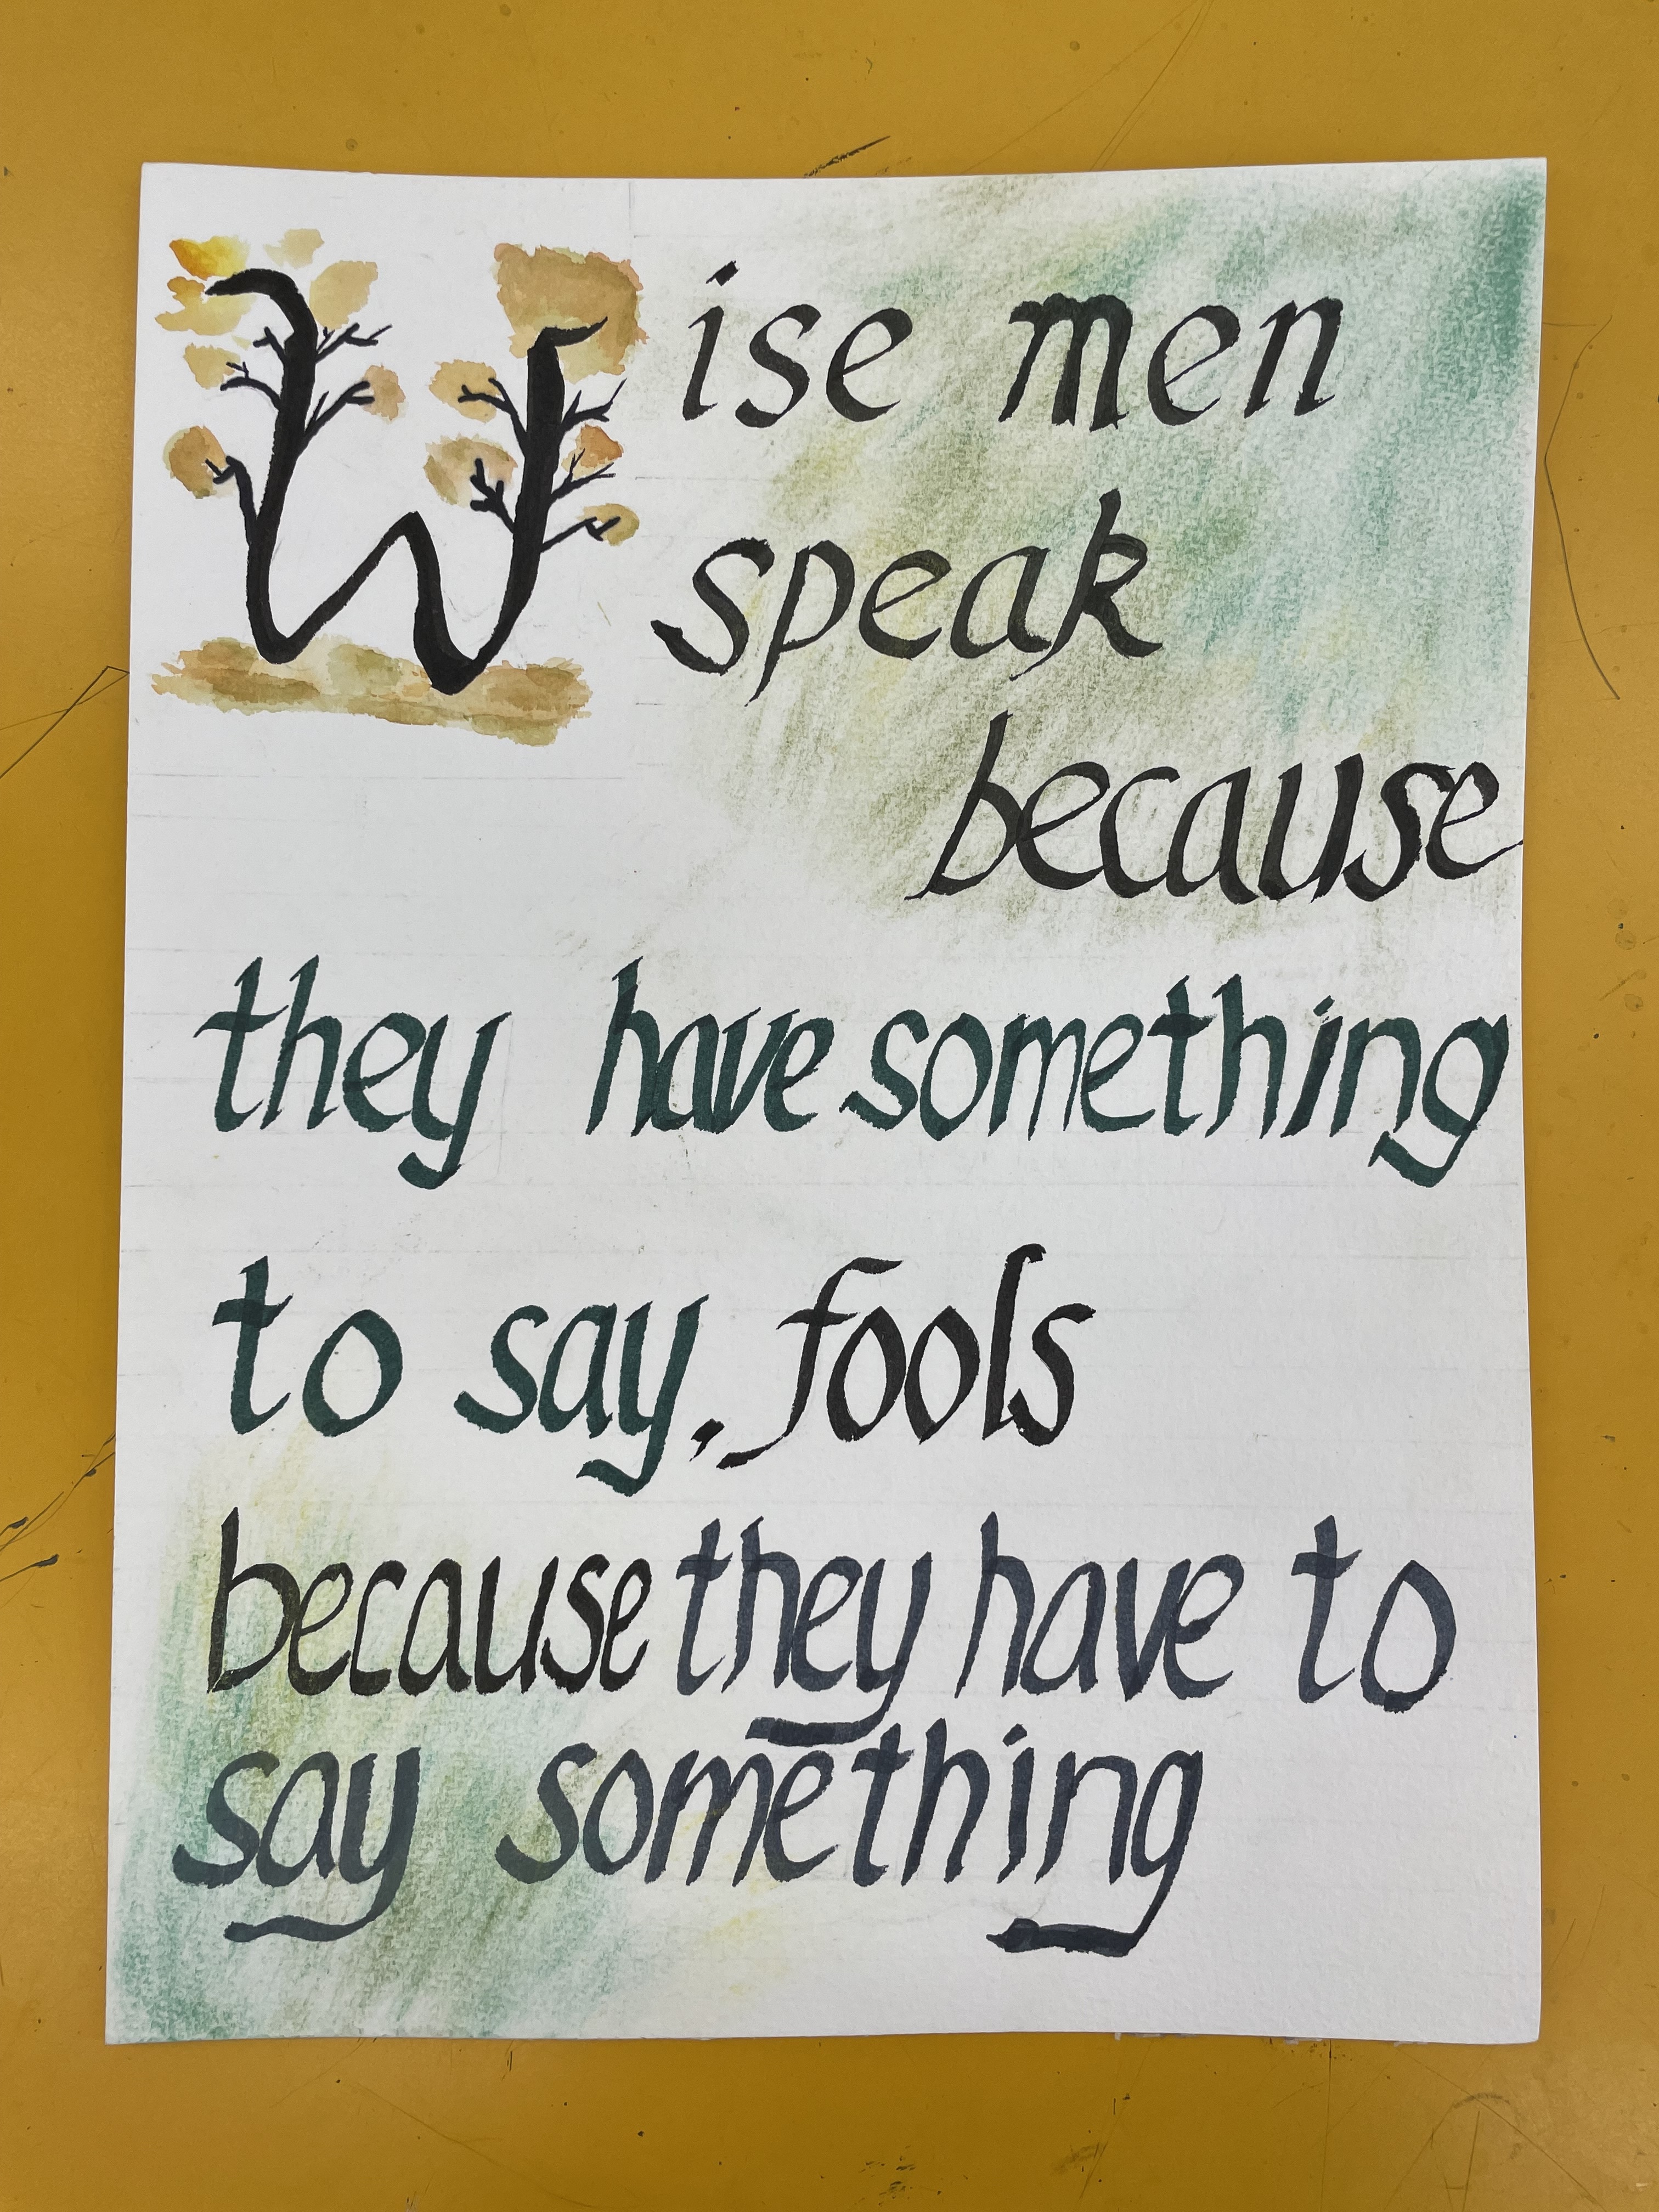 Wise men
speak
because
they have something
to say, fools
because they have to
say something